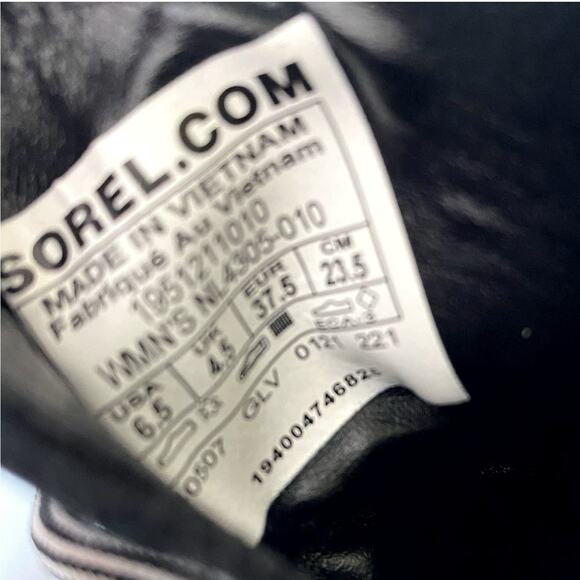 SOREL.COM
MADE IN VIETNAM
Fabriqué Au Vietnam
1951211010
WMN'S NL4305-010
USA UK EUR CM
6.5 4.5 37.5 23.5
0507 GLV 0121 221